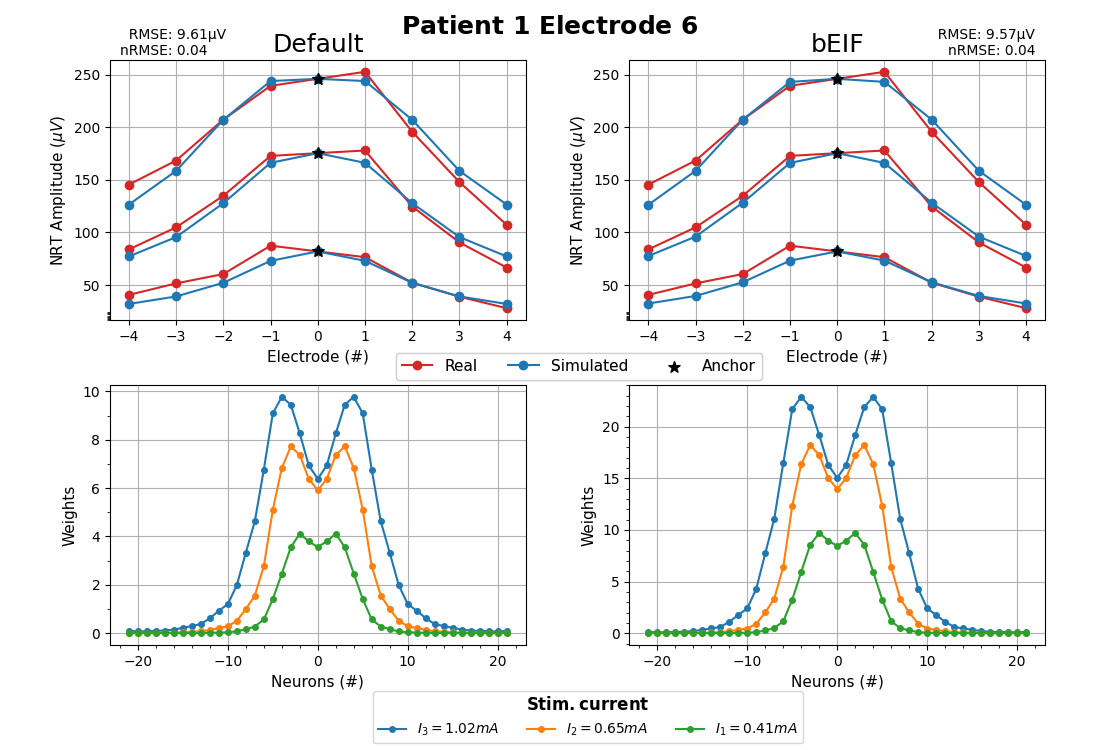 Patient 1 Electrode 6
RMSE: 9.61µV
nRMSE: 0.04
Default
bEIF
RMSE: 9.57µV
nRMSE: 0.04
NRT Amplitude (µV)
250
200
150
100
50
−4 −3 −2 −1 0 1 2 3 4
Electrode (#)
NRT Amplitude (µV)
250
200
150
100
50
−4 −3 −2 −1 0 1 2 3 4
Electrode (#)
Real Simulated Anchor
Weights
10
8
6
4
2
0
−20 −10 0 10 20
Neurons (#)
Weights
20
15
10
5
0
−20 −10 0 10 20
Neurons (#)
Stim. current
I₃ = 1.02mA I₂ = 0.65mA I₁ = 0.41mA